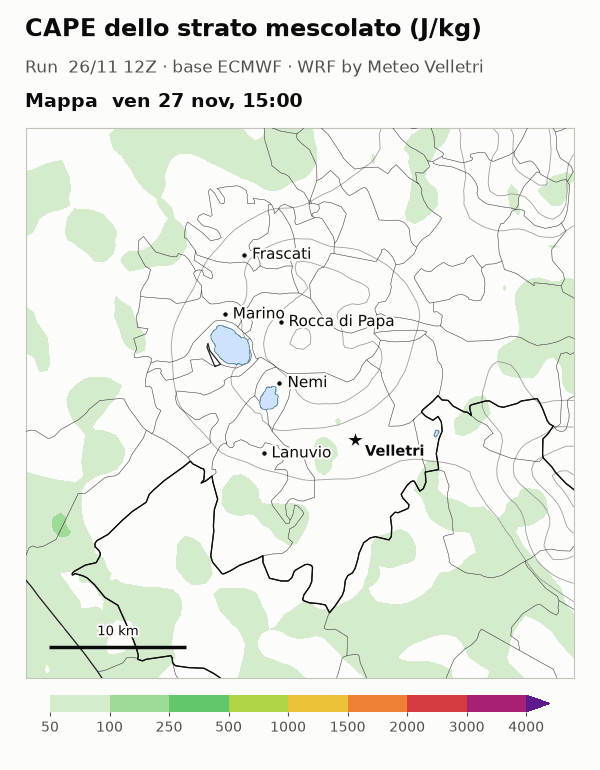 CAPE dello strato mescolato (J/kg)
Run  26/11 12Z · base ECMWF · WRF by Meteo Velletri
Mappa  ven 27 nov, 15:00
Frascati
Marino
Rocca di Papa
Nemi
Velletri
Lanuvio
10 km
50 100 250 500 1000 1500 2000 3000 4000